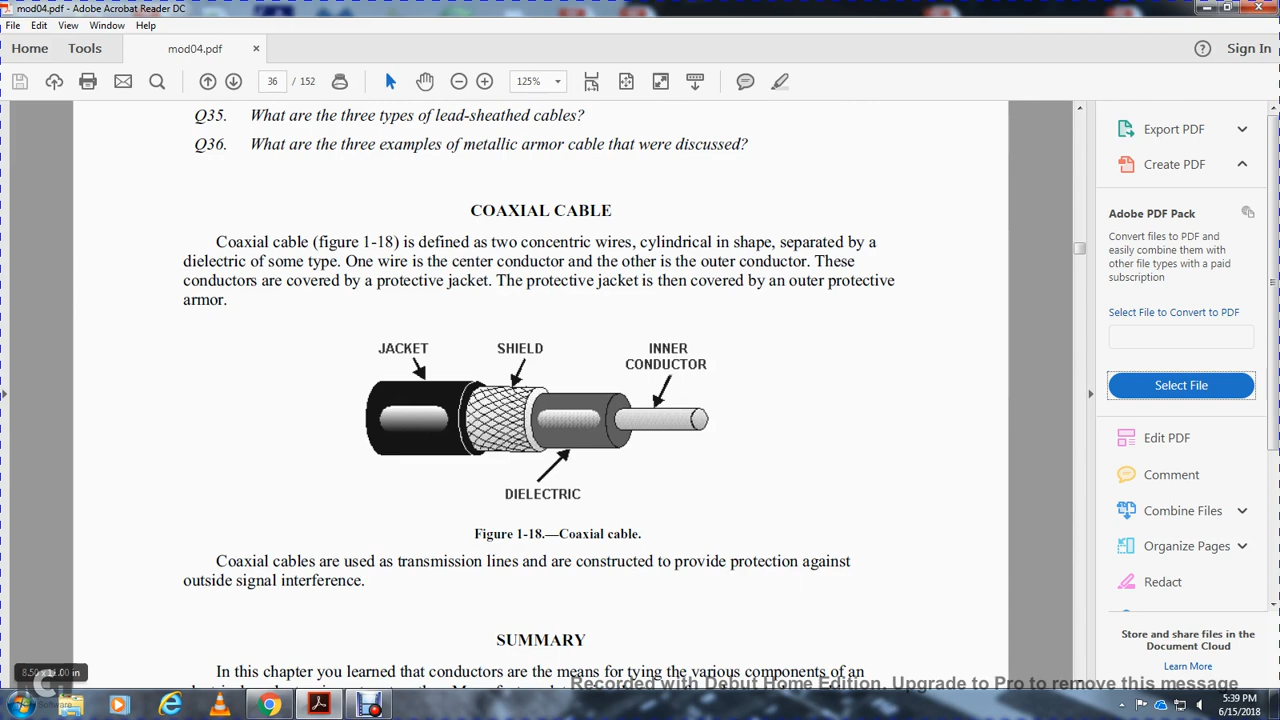 mod04.pdf - Adobe Acrobat Reader DC
File Edit View Window Help
Home Tools mod04.pdf × ? Sign In
36 / 152 125%
Q35. What are the three types of lead-sheathed cables?
Q36. What are the three examples of metallic armor cable that were discussed?
COAXIAL CABLE
Coaxial cable (figure 1-18) is defined as two concentric wires, cylindrical in shape, separated by a
dielectric of some type. One wire is the center conductor and the other is the outer conductor. These
conductors are covered by a protective jacket. The protective jacket is then covered by an outer protective
armor.
JACKET SHIELD INNER
CONDUCTOR
DIELECTRIC
Figure 1-18.—Coaxial cable.
Coaxial cables are used as transmission lines and are constructed to provide protection against
outside signal interference.
SUMMARY
In this chapter you learned that conductors are the means for tying the various components of an
Export PDF
Create PDF
Adobe PDF Pack
Convert files to PDF and
easily combine them with
other file types with a paid
subscription
Select File to Convert to PDF
Select File
Edit PDF
Comment
Combine Files
Organize Pages
Redact
Store and share files in the
Document Cloud
Learn More
8.50 x 11.00 in
Recorded with Debut Home Edition. Upgrade to Pro to remove this message
Software
5:39 PM
6/15/2018